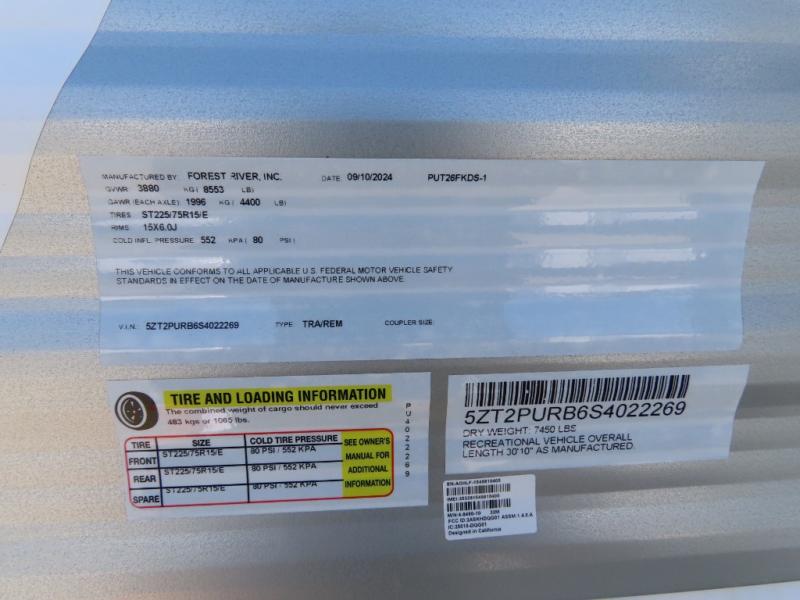 MANUFACTURED BY: FOREST RIVER, INC. DATE 09/10/2024 PUT26FKDS-1
GVWR 3880 KG ( 8553 LB)
GAWR (EACH AXLE) 1996 KG ( 4400 LB)
TIRES ST225/75R15/E
RIMS 15X6.0J
COLD INFL. PRESSURE 552 KPA ( 80 PSI )
THIS VEHICLE CONFORMS TO ALL APPLICABLE U.S. FEDERAL MOTOR VEHICLE SAFETY
STANDARDS IN EFFECT ON THE DATE OF MANUFACTURE SHOWN ABOVE.
V.I.N.: 5ZT2PURB6S4022269 TYPE TRA/REM COUPLER SIZE:
TIRE AND LOADING INFORMATION
The combined weight of cargo should never exceed
483 kgs or 1065 lbs.
TIRE SIZE COLD TIRE PRESSURE SEE OWNER'S
MANUAL FOR
ADDITIONAL
INFORMATION
FRONT ST225/75R15/E 80 PSI / 552 KPA
REAR ST225/75R15/E 80 PSI / 552 KPA
SPARE ST225/75R15/E 80 PSI / 552 KPA
PU4022269
5ZT2PURB6S4022269
DRY WEIGHT: 7450 LBS
RECREATIONAL VEHICLE OVERALL
LENGTH 30'10" AS MANUFACTURED.
Designed in California